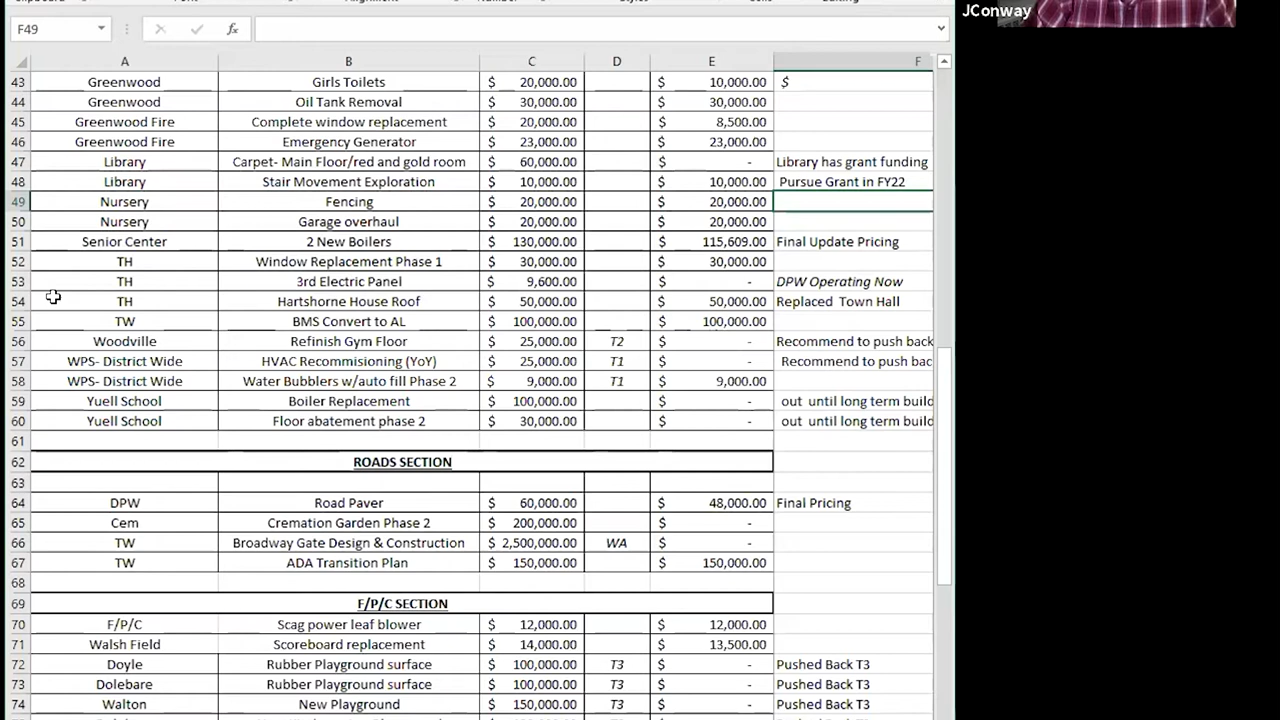 JConway
F49
fx
A B C D E F
43 Greenwood Girls Toilets $ 20,000.00 $ 10,000.00 $
44 Greenwood Oil Tank Removal $ 30,000.00 $ 30,000.00
45 Greenwood Fire Complete window replacement $ 20,000.00 $ 8,500.00
46 Greenwood Fire Emergency Generator $ 23,000.00 $ 23,000.00
47 Library Carpet- Main Floor/red and gold room $ 60,000.00 $ - Library has grant funding
48 Library Stair Movement Exploration $ 10,000.00 $ 10,000.00 Pursue Grant in FY22
49 Nursery Fencing $ 20,000.00 $ 20,000.00
50 Nursery Garage overhaul $ 20,000.00 $ 20,000.00
51 Senior Center 2 New Boilers $ 130,000.00 $ 115,609.00 Final Update Pricing
52 TH Window Replacement Phase 1 $ 30,000.00 $ 30,000.00
53 TH 3rd Electric Panel $ 9,600.00 $ - DPW Operating Now
54 TH Hartshorne House Roof $ 50,000.00 $ 50,000.00 Replaced Town Hall
55 TW BMS Convert to AL $ 100,000.00 $ 100,000.00
56 Woodville Refinish Gym Floor $ 25,000.00 T2 $ - Recommend to push back
57 WPS- District Wide HVAC Recommisioning (YoY) $ 25,000.00 T1 $ - Recommend to push bac
58 WPS- District Wide Water Bubblers w/auto fill Phase 2 $ 9,000.00 T1 $ 9,000.00
59 Yuell School Boiler Replacement $ 100,000.00 $ - out until long term build
60 Yuell School Floor abatement phase 2 $ 30,000.00 $ - out until long term build
61
62 ROADS SECTION
63
64 DPW Road Paver $ 60,000.00 $ 48,000.00 Final Pricing
65 Cem Cremation Garden Phase 2 $ 200,000.00 $ -
66 TW Broadway Gate Design & Construction $ 2,500,000.00 WA $ -
67 TW ADA Transition Plan $ 150,000.00 $ 150,000.00
68
69 F/P/C SECTION
70 F/P/C Scag power leaf blower $ 12,000.00 $ 12,000.00
71 Walsh Field Scoreboard replacement $ 14,000.00 $ 13,500.00
72 Doyle Rubber Playground surface $ 100,000.00 T3 $ - Pushed Back T3
73 Dolebare Rubber Playground surface $ 100,000.00 T3 $ - Pushed Back T3
74 Walton New Playground $ 150,000.00 T3 $ - Pushed Back T3